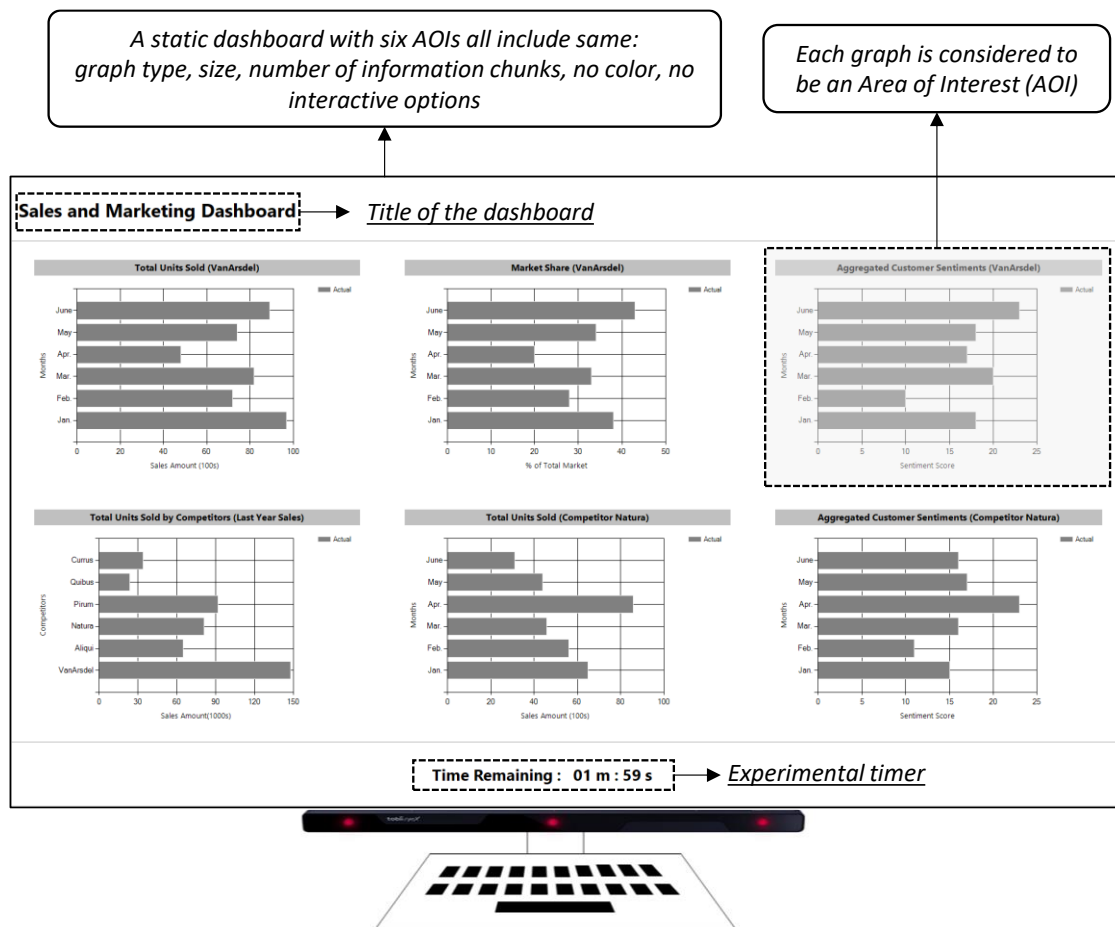 A static dashboard with six AOIs all include same:
graph type, size, number of information chunks, no color, no
interactive options
Each graph is considered to
be an Area of Interest (AOI)
Sales and Marketing Dashboard
Title of the dashboard
Total Units Sold (VanArsdel)
Actual
Months
June
May
Apr.
Mar.
Feb.
Jan.
0 20 40 60 80 100
Sales Amount (100s)
Market Share (VanArsdel)
Actual
Months
June
May
Apr.
Mar.
Feb.
Jan.
0 10 20 30 40 50
% of Total Market
Aggregated Customer Sentiments (VanArsdel)
Actual
Months
June
May
Apr.
Mar.
Feb.
Jan.
0 5 10 15 20 25
Sentiment Score
Total Units Sold by Competitors (Last Year Sales)
Actual
Competitors
Currus
Quibus
Pirum
Natura
Aliqui
VanArsdel
0 30 60 90 120 150
Sales Amount(1000s)
Total Units Sold (Competitor Natura)
Actual
Months
June
May
Apr.
Mar.
Feb.
Jan.
0 20 40 60 80 100
Sales Amount (100s)
Aggregated Customer Sentiments (Competitor Natura)
Actual
Months
June
May
Apr.
Mar.
Feb.
Jan.
0 5 10 15 20 25
Sentiment Score
Time Remaining : 01 m : 59 s
Experimental timer